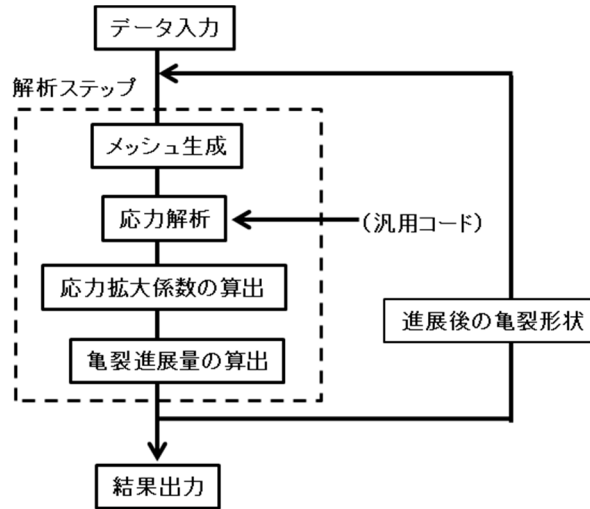 データ入力
解析ステップ
メッシュ生成
応力解析
（汎用コード）
応力拡大係数の算出
進展後の亀裂形状
亀裂進展量の算出
結果出力